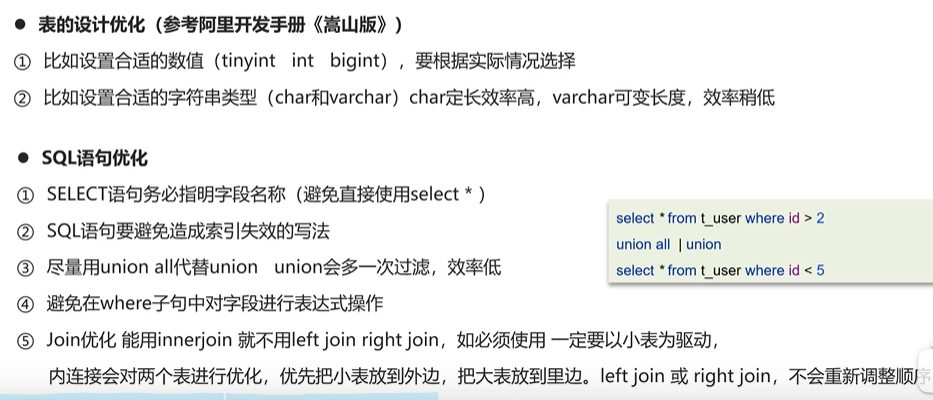 ● 表的设计优化（参考阿里开发手册《嵩山版》）
① 比如设置合适的数值（tinyint int bigint），要根据实际情况选择
② 比如设置合适的字符串类型（char和varchar）char定长效率高，varchar可变长度，效率稍低
● SQL语句优化
① SELECT语句务必指明字段名称（避免直接使用select * ）
② SQL语句要避免造成索引失效的写法
③ 尽量用union all代替union union会多一次过滤，效率低
④ 避免在where子句中对字段进行表达式操作
⑤ Join优化 能用innerjoin 就不用left join right join，如必须使用 一定要以小表为驱动，
内连接会对两个表进行优化，优先把小表放到外边，把大表放到里边。left join 或 right join，不会重新调整顺序
select * from t_user where id > 2
union all | union
select * from t_user where id < 5